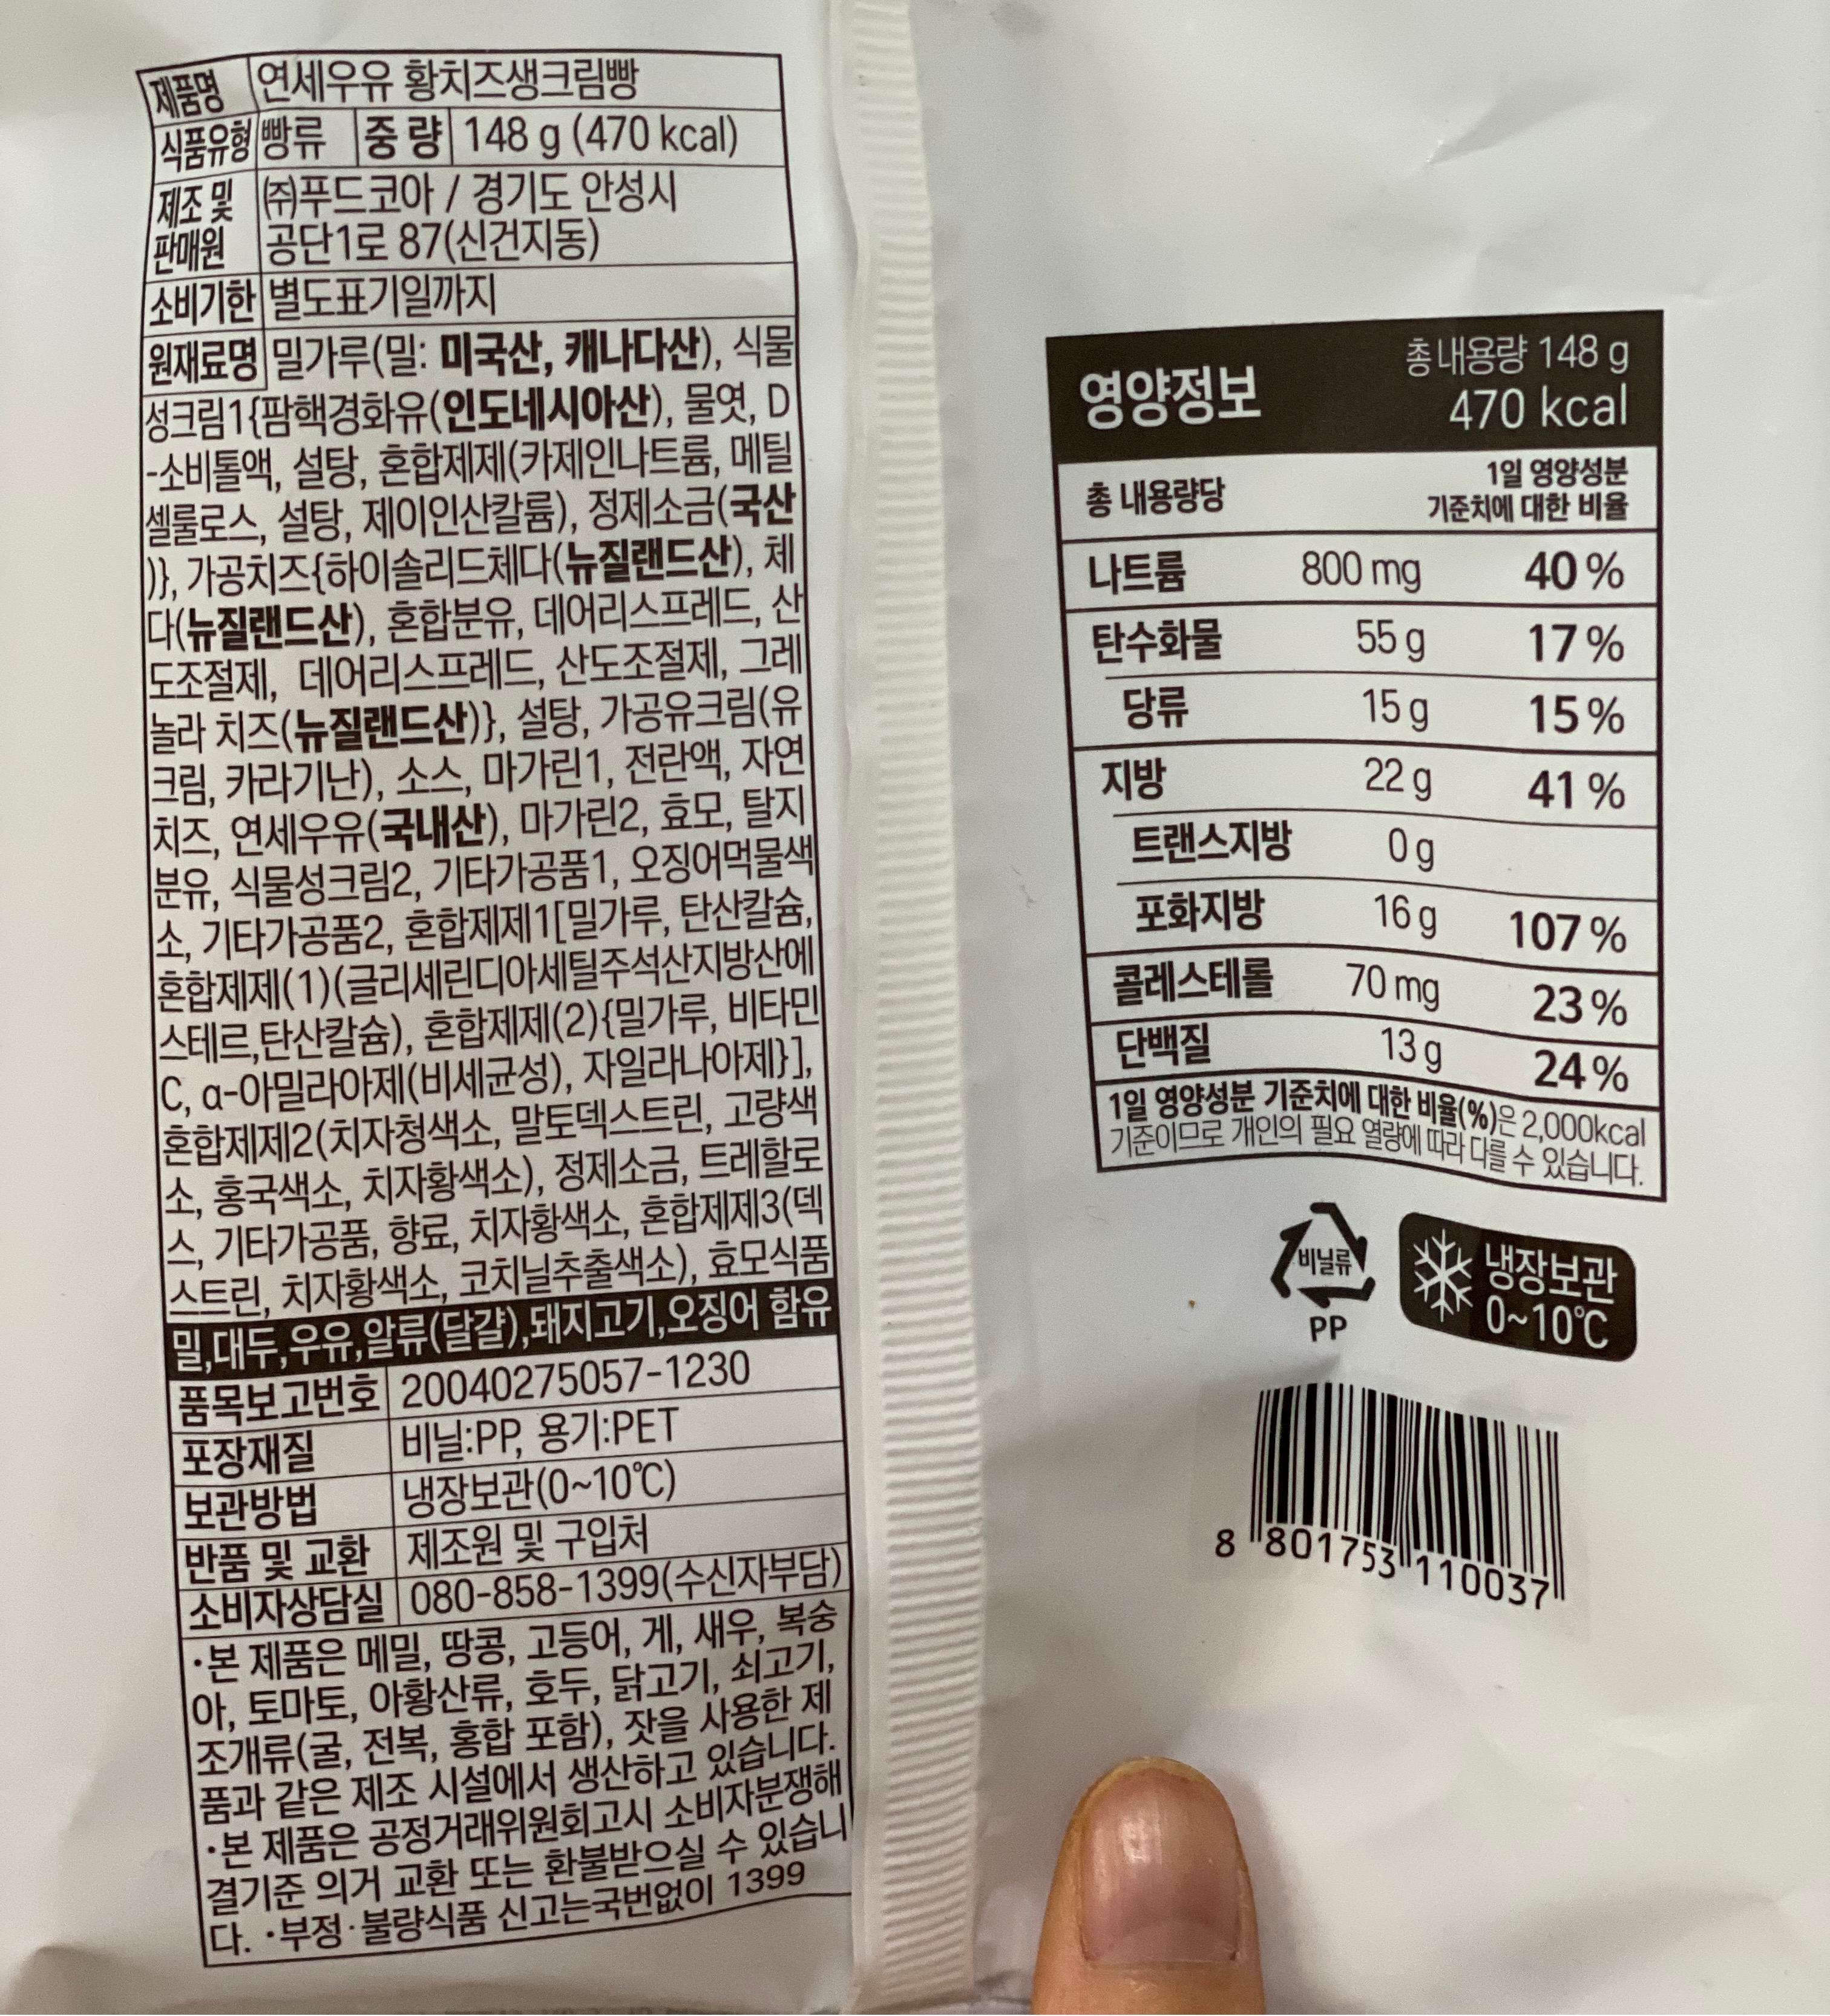 제품명 연세우유 황치즈생크림빵
식품유형 빵류 중량 148 g (470 kcal)
제조 및 판매원 ㈜푸드코아 / 경기도 안성시
공단1로 87(신건지동)
소비기한 별도표기일까지
원재료명 밀가루(밀: 미국산, 캐나다산), 식물
성크림1{팜핵경화유(인도네시아산), 물엿, D
-소비톨액, 설탕, 혼합제제(카제인나트륨, 메틸
셀룰로스, 설탕, 제이인산칼륨), 정제소금(국산
)}, 가공치즈{하이솔리드체다(뉴질랜드산), 체
다(뉴질랜드산), 혼합분유, 데어리스프레드, 산
도조절제, 데어리스프레드, 산도조절제, 그레
놀라 치즈(뉴질랜드산)}, 설탕, 가공유크림(유
크림, 카라기난), 소스, 마가린1, 전란액, 자연
치즈, 연세우유(국내산), 마가린2, 효모, 탈지
분유, 식물성크림2, 기타가공품1, 오징어먹물색
소, 기타가공품2, 혼합제제1[밀가루, 탄산칼슘,
혼합제제(1)(글리세린디아세틸주석산지방산에
스테르,탄산칼슘), 혼합제제(2){밀가루, 비타민
C, α-아밀라아제(비세균성), 자일라나아제}],
혼합제제2(치자청색소, 말토덱스트린, 고량색
소, 홍국색소, 치자황색소), 정제소금, 트레할로
스, 기타가공품, 향료, 치자황색소, 혼합제제3(덱
스트린, 치자황색소, 코치닐추출색소), 효모식품
밀,대두,우유,알류(달걀),돼지고기,오징어 함유
품목보고번호 20040275057-1230
포장재질 비닐:PP, 용기:PET
보관방법 냉장보관(0~10℃)
반품 및 교환 제조원 및 구입처
소비자상담실 080-858-1399(수신자부담)
·본 제품은 메밀, 땅콩, 고등어, 게, 새우, 복숭
아, 토마토, 아황산류, 호두, 닭고기, 쇠고기,
조개류(굴, 전복, 홍합 포함), 잣을 사용한 제
품과 같은 제조 시설에서 생산하고 있습니다.
·본 제품은 공정거래위원회고시 소비자분쟁해
결기준 의거 교환 또는 환불받으실 수 있습니
다. ·부정·불량식품 신고는국번없이 1399
영양정보 총 내용량 148 g
470 kcal
총 내용량당 1일 영양성분
기준치에 대한 비율
나트륨 800 mg 40 %
탄수화물 55 g 17 %
당류 15 g 15 %
지방 22 g 41 %
트랜스지방 0 g
포화지방 16 g 107 %
콜레스테롤 70 mg 23 %
단백질 13 g 24 %
1일 영양성분 기준치에 대한 비율(%)은 2,000kcal
기준이므로 개인의 필요 열량에 따라 다를 수 있습니다.
비닐류
PP
냉장보관
0~10℃
8 801753 110037